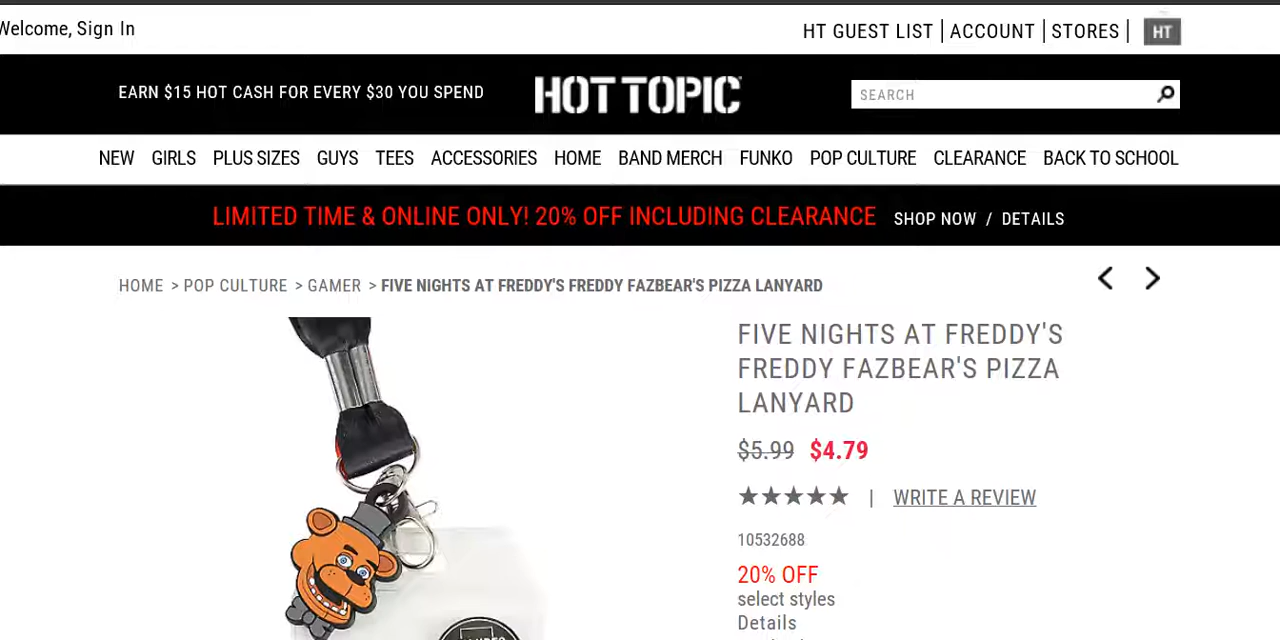 Welcome, Sign In
HT GUEST LIST | ACCOUNT | STORES | HT
EARN $15 HOT CASH FOR EVERY $30 YOU SPEND
HOT TOPIC
SEARCH
NEW GIRLS PLUS SIZES GUYS TEES ACCESSORIES HOME BAND MERCH FUNKO POP CULTURE CLEARANCE BACK TO SCHOOL
LIMITED TIME & ONLINE ONLY! 20% OFF INCLUDING CLEARANCE SHOP NOW / DETAILS
HOME > POP CULTURE > GAMER > FIVE NIGHTS AT FREDDY'S FREDDY FAZBEAR'S PIZZA LANYARD
FIVE NIGHTS AT FREDDY'S
FREDDY FAZBEAR'S PIZZA
LANYARD
$5.99 $4.79
| WRITE A REVIEW
10532688
20% OFF
select styles
Details